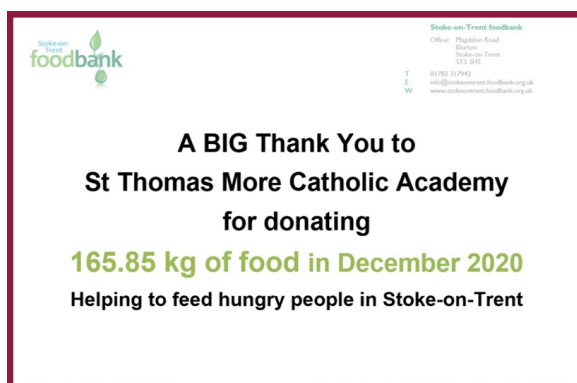 Stoke-on-
Trent
foodbank
Stoke-on-Trent foodbank
Office: Magdalen Road
Blurton
Stoke-on-Trent
ST3 3HS
T 01782 317942
E info@stokeontrent.foodbank.org.uk
W www.stokeontrent.foodbank.org.uk
A BIG Thank You to
St Thomas More Catholic Academy
for donating
165.85 kg of food in December 2020
Helping to feed hungry people in Stoke-on-Trent